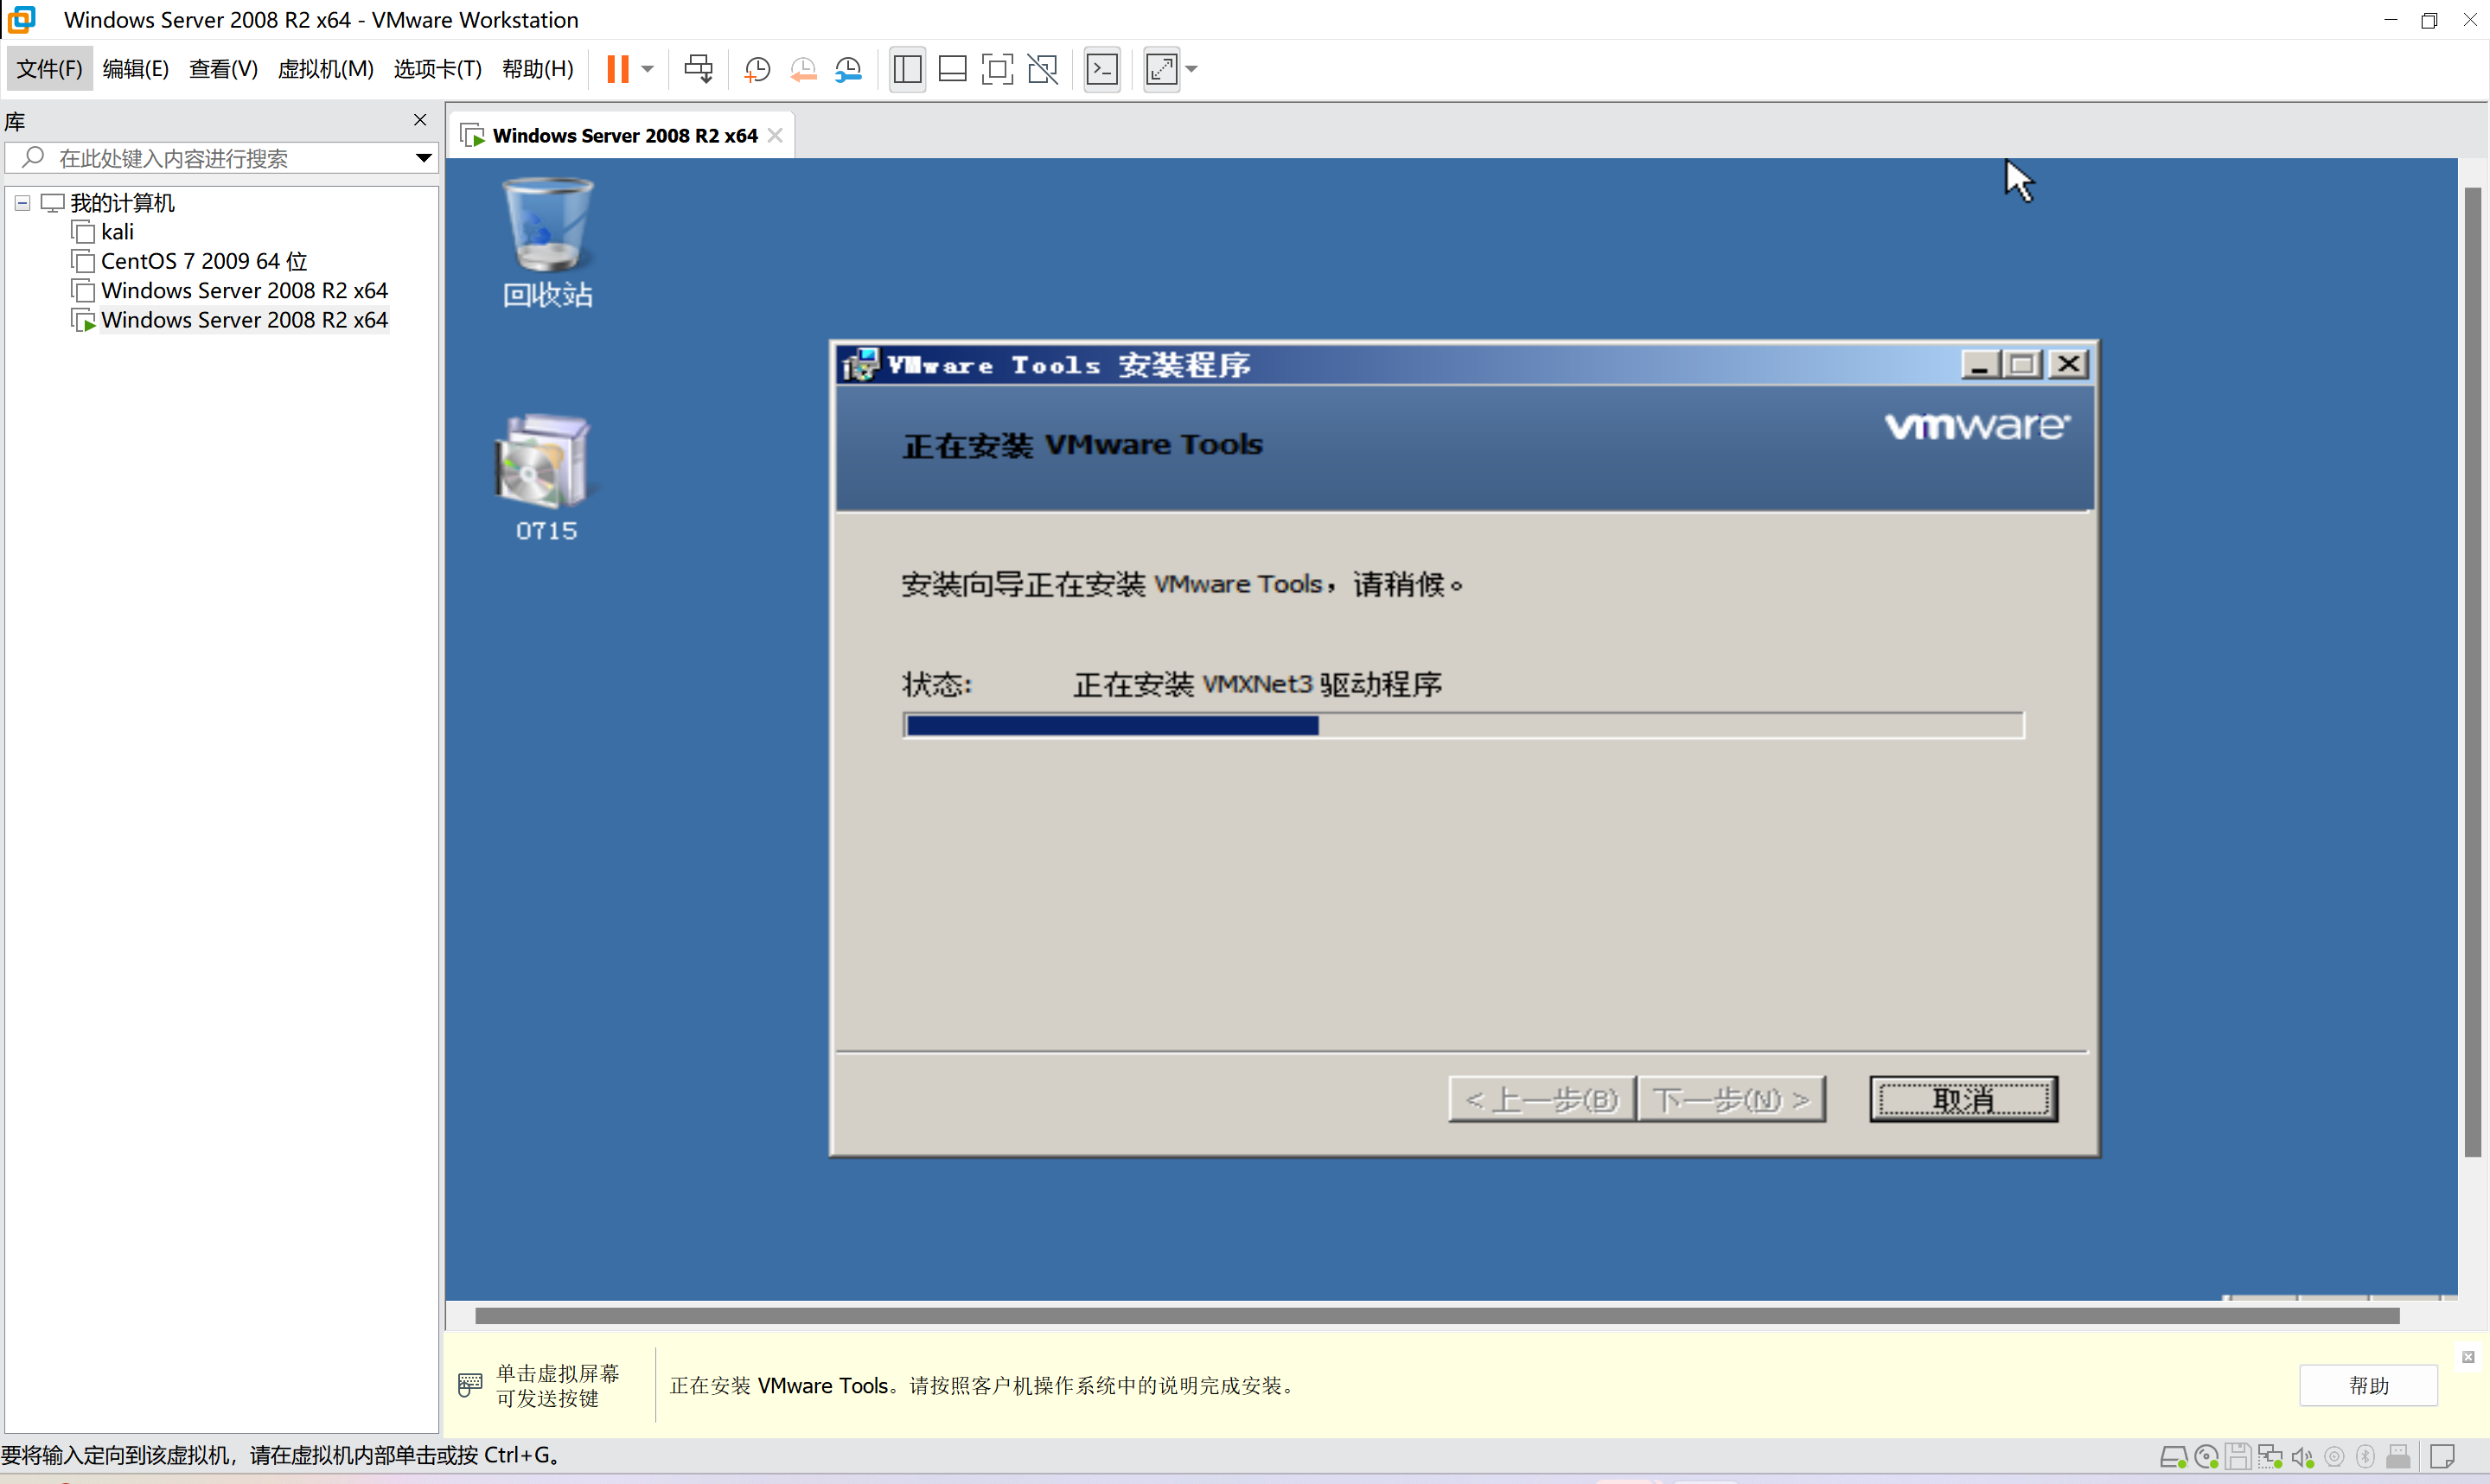 Windows Server 2008 R2 x64 - VMware Workstation
文件(F) 编辑(E) 查看(V) 虚拟机(M) 选项卡(T) 帮助(H)
库
在此处键入内容进行搜索
我的计算机
kali
CentOS 7 2009 64 位
Windows Server 2008 R2 x64
Windows Server 2008 R2 x64
Windows Server 2008 R2 x64
回收站
0715
VMware Tools 安装程序
正在安装 VMware Tools
vmware
安装向导正在安装 VMware Tools，请稍候。
状态: 正在安装 VMXNet3 驱动程序
< 上一步(B) 下一步(N) > 取消
单击虚拟屏幕
可发送按键
正在安装 VMware Tools。请按照客户机操作系统中的说明完成安装。
帮助
要将输入定向到该虚拟机，请在虚拟机内部单击或按 Ctrl+G。